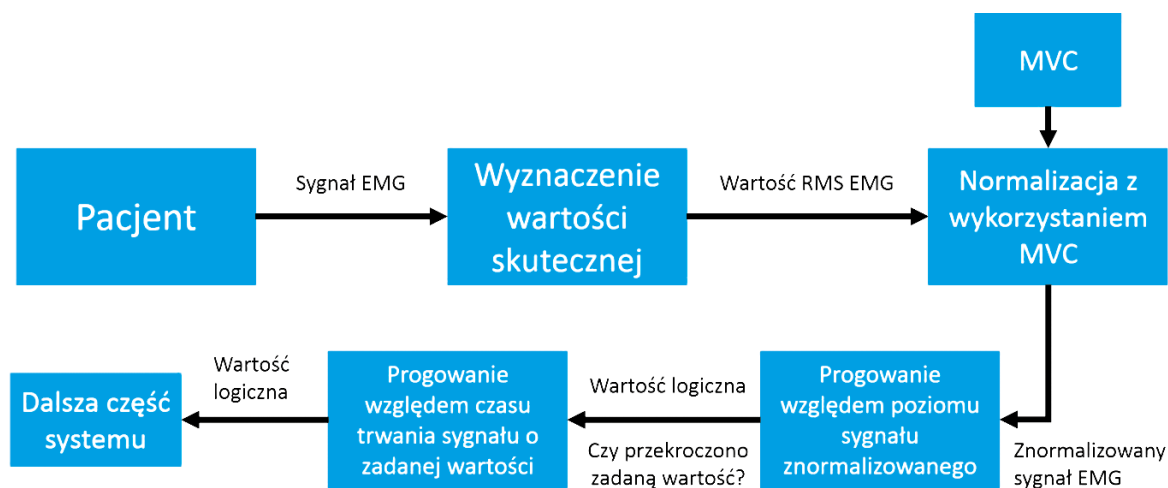 MVC
Pacjent
Sygnał EMG
Wyznaczenie
wartości
skutecznej
Wartość RMS EMG
Normalizacja z
wykorzystaniem
MVC
Znormalizowany
sygnał EMG
Progowanie
względem poziomu
sygnału
znormalizowanego
Wartość logiczna
Czy przekroczono
zadaną wartość?
Progowanie
względem czasu
trwania sygnału o
zadanej wartości
Wartość
logiczna
Dalsza część
systemu